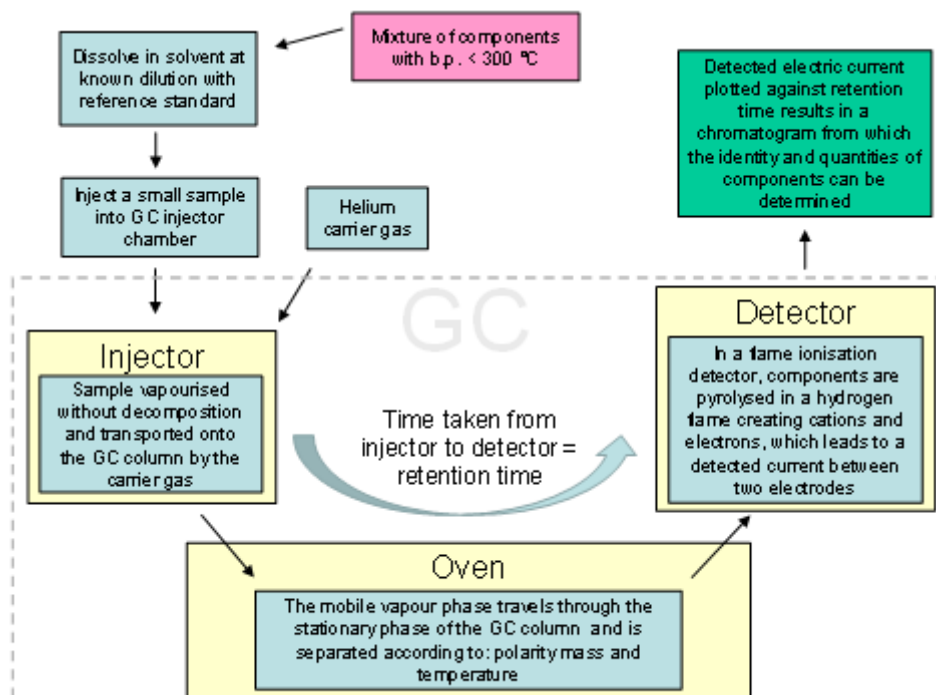 Mixture of components
with b.p. < 300 ºC
Dissolve in solvent at
known dilution with
reference standard
Inject a small sample
into GC injector
chamber
Helium
carrier gas
GC
Injector
Sample vapourised
without decomposition
and transported onto
the GC column by the
carrier gas
Time taken from
injector to detector =
retention time
Oven
The mobile vapour phase travels through the
stationary phase of the GC column and is
separated according to: polarity mass and
temperature
Detector
In a flame ionisation
detector, components are
pyrolysed in a hydrogen
flame creating cations and
electrons, which leads to a
detected current between
two electrodes
Detected electric current
plotted against retention
time results in a
chromatogram from which
the identity and quantities of
components can be
determined